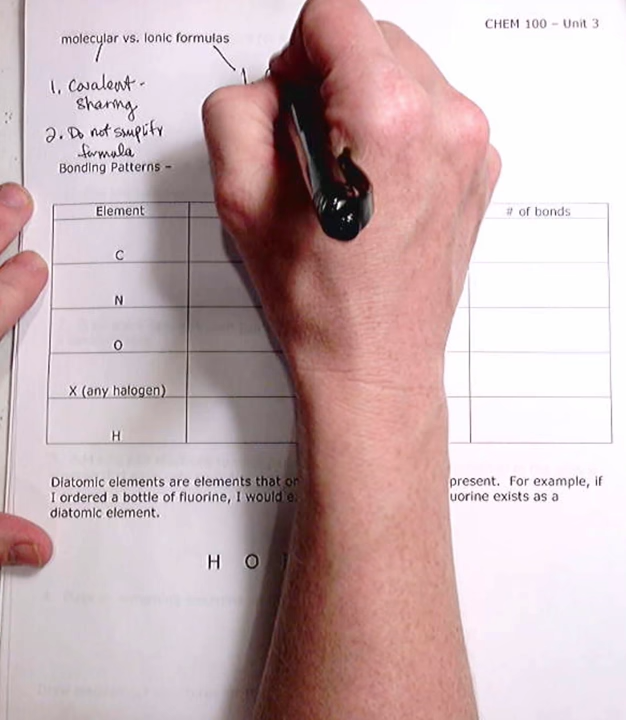 CHEM 100 – Unit 3
molecular vs. Ionic formulas
1. Covalent -
sharing
2. Do not simplify
formula
1.
Bonding Patterns –
Element # of bonds
C
N
O
X (any halogen)
H
Diatomic elements are elements that present. For example, if
I ordered a bottle of fluorine, I would exists as a
diatomic element.
H O